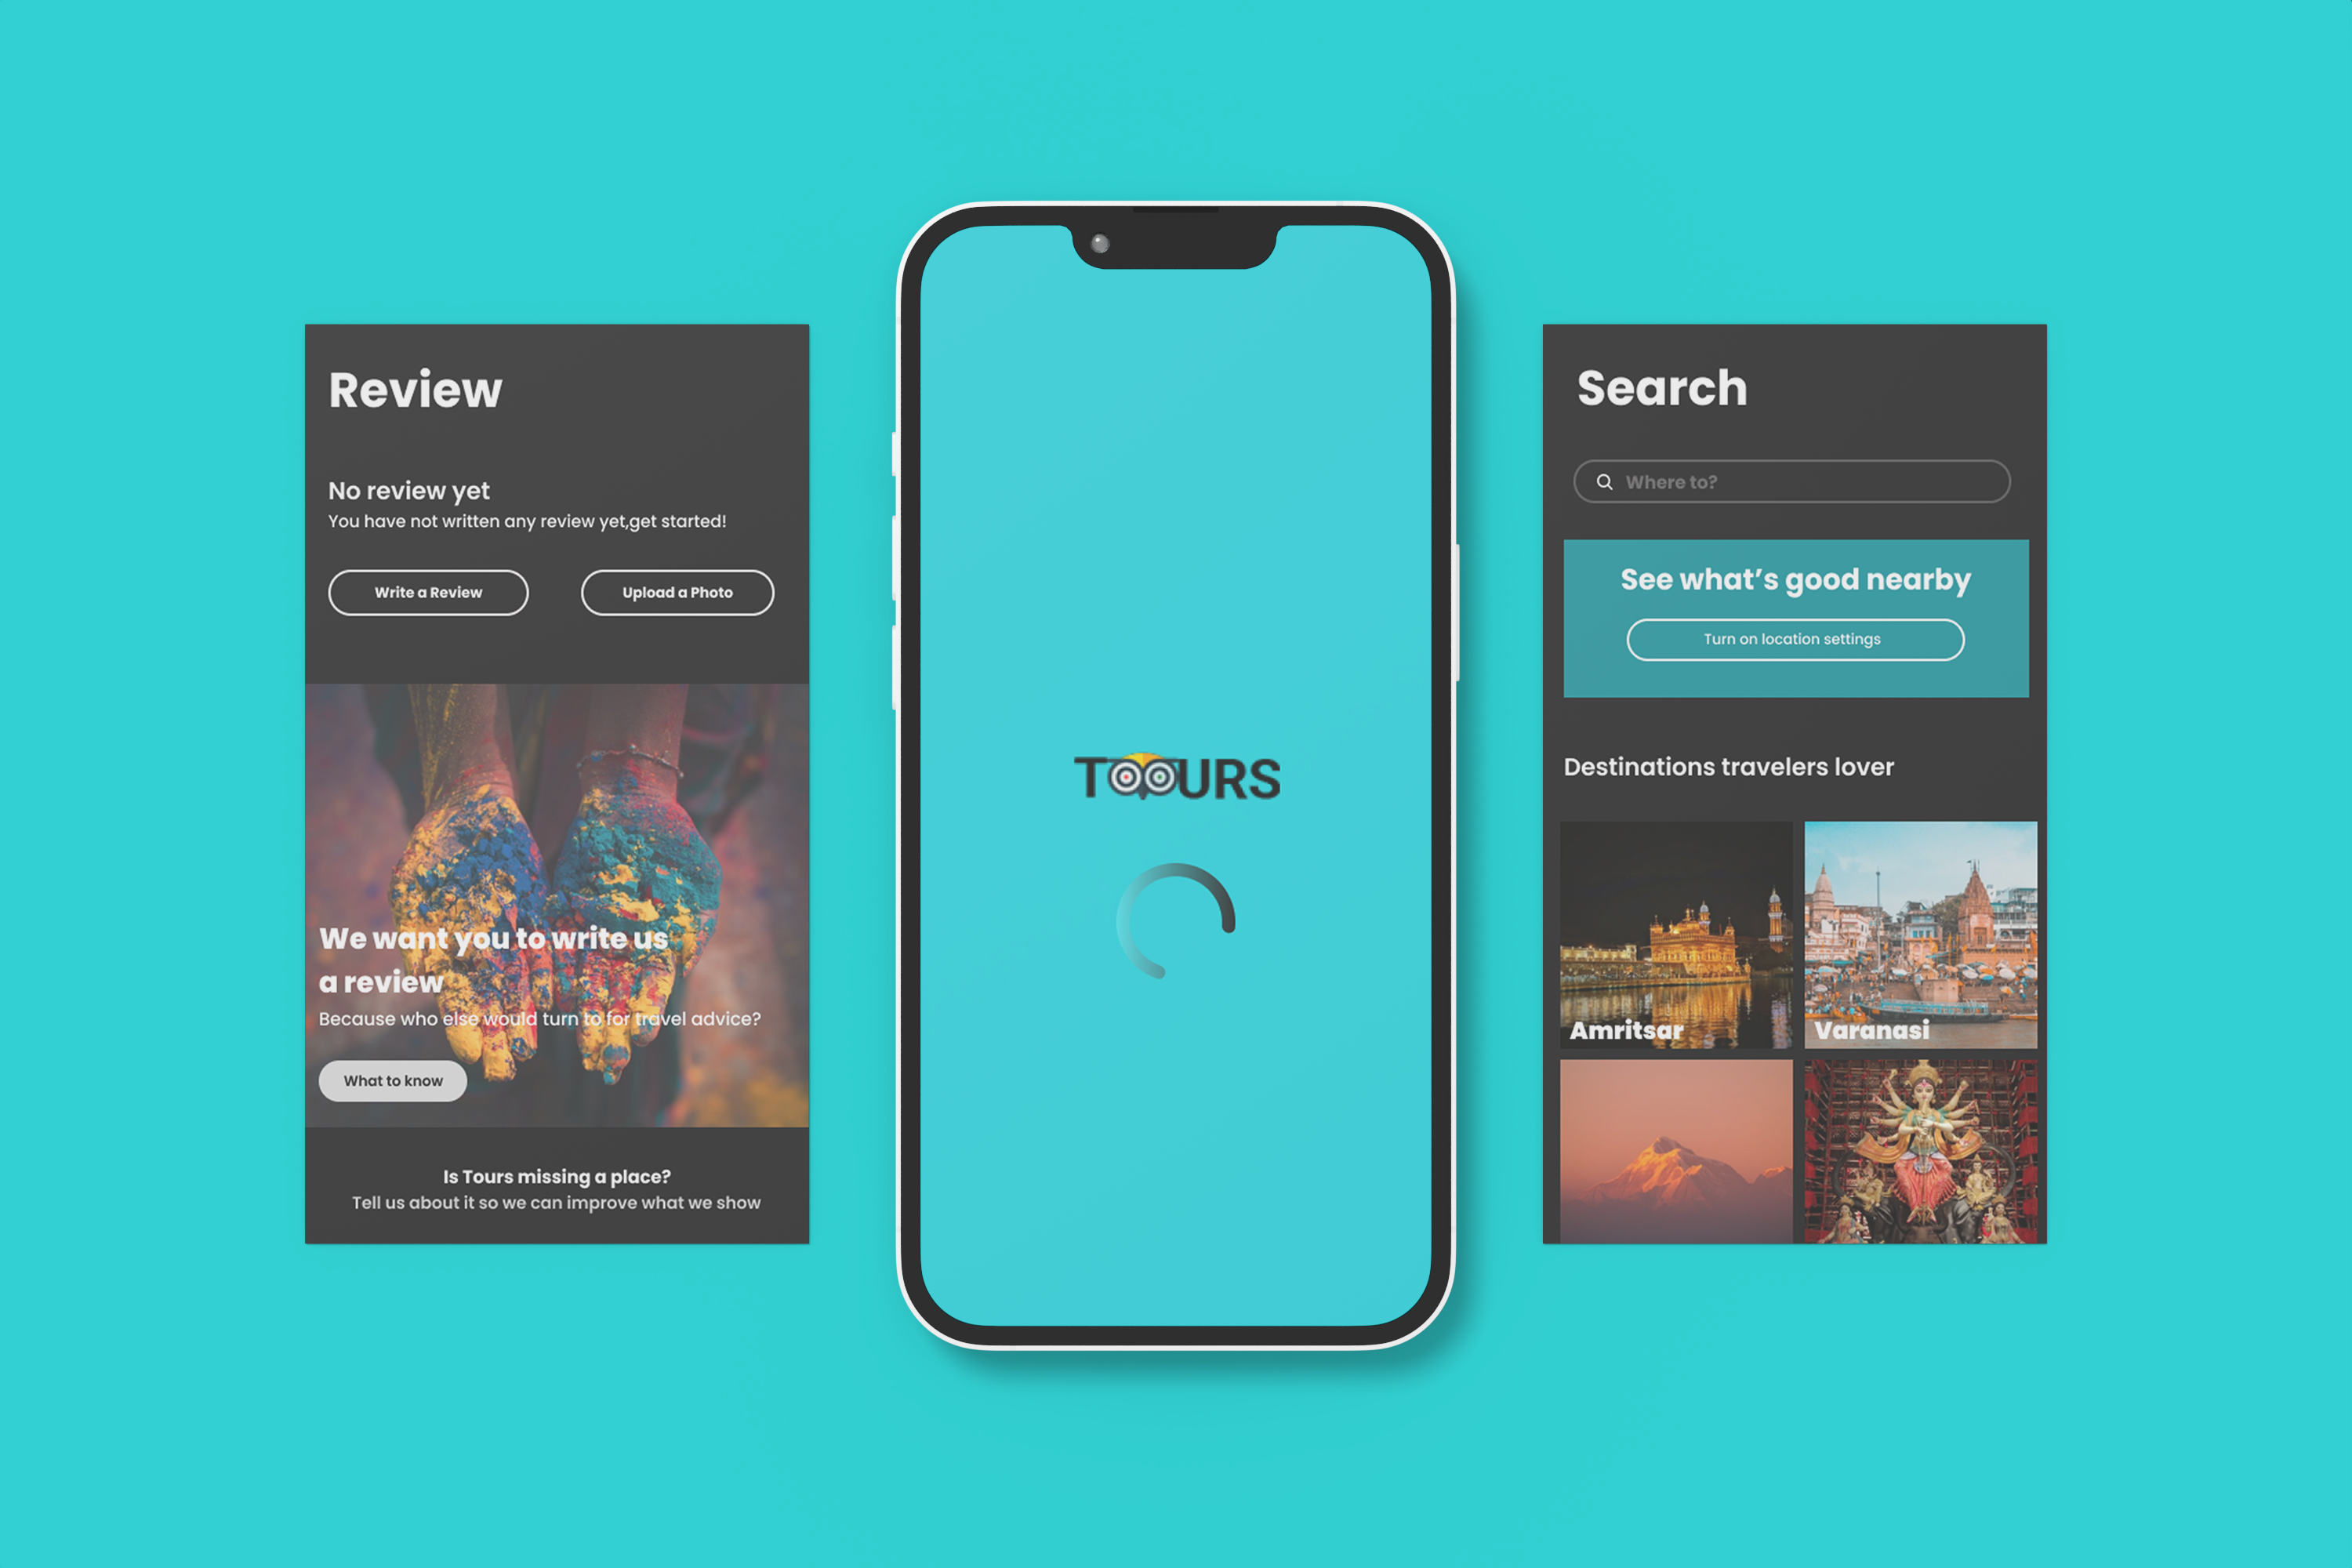 Review
No review yet
You have not written any review yet,get started!
Write a Review
Upload a Photo
We want you to write us
a review
Because who else would turn to for travel advice?
What to know
Is Tours missing a place?
Tell us about it so we can improve what we show
TOOURS
Search
Where to?
See what’s good nearby
Turn on location settings
Destinations travelers lover
Amritsar
Varanasi